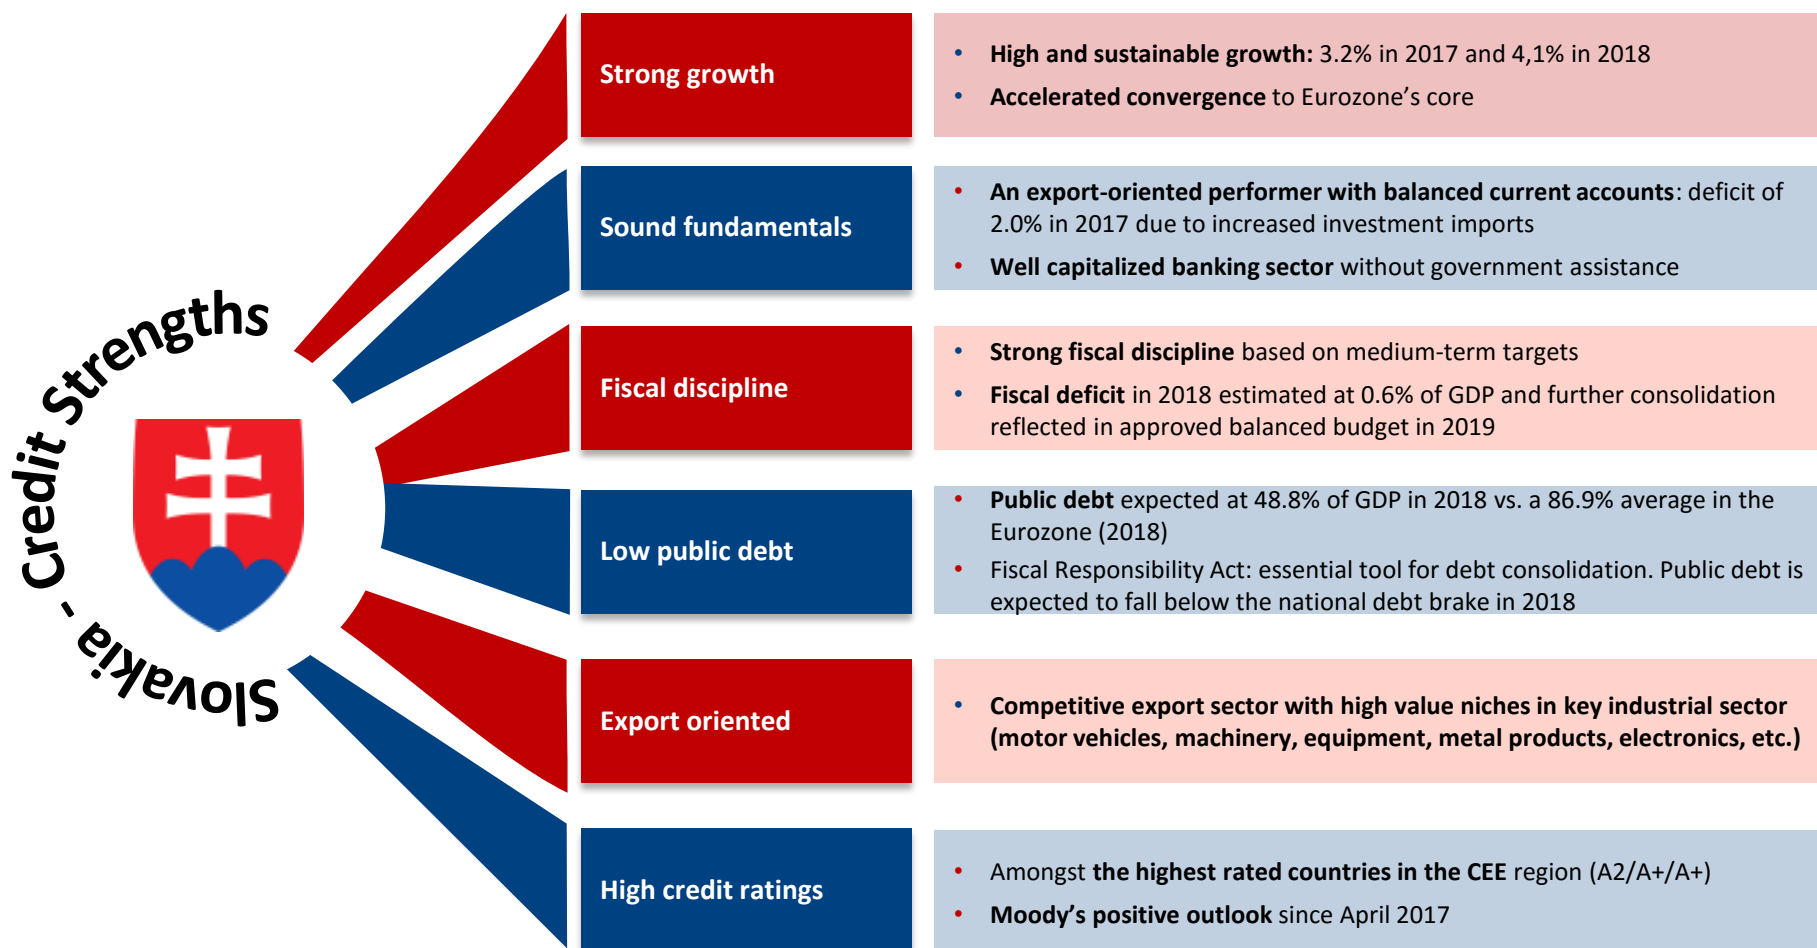 Slovakia - Credit Strengths
Strong growth
• High and sustainable growth: 3.2% in 2017 and 4,1% in 2018
• Accelerated convergence to Eurozone’s core
Sound fundamentals
• An export-oriented performer with balanced current accounts: deficit of
2.0% in 2017 due to increased investment imports
• Well capitalized banking sector without government assistance
Fiscal discipline
• Strong fiscal discipline based on medium-term targets
• Fiscal deficit in 2018 estimated at 0.6% of GDP and further consolidation
reflected in approved balanced budget in 2019
Low public debt
• Public debt expected at 48.8% of GDP in 2018 vs. a 86.9% average in the
Eurozone (2018)
• Fiscal Responsibility Act: essential tool for debt consolidation. Public debt is
expected to fall below the national debt brake in 2018
Export oriented
• Competitive export sector with high value niches in key industrial sector
(motor vehicles, machinery, equipment, metal products, electronics, etc.)
High credit ratings
• Amongst the highest rated countries in the CEE region (A2/A+/A+)
• Moody’s positive outlook since April 2017